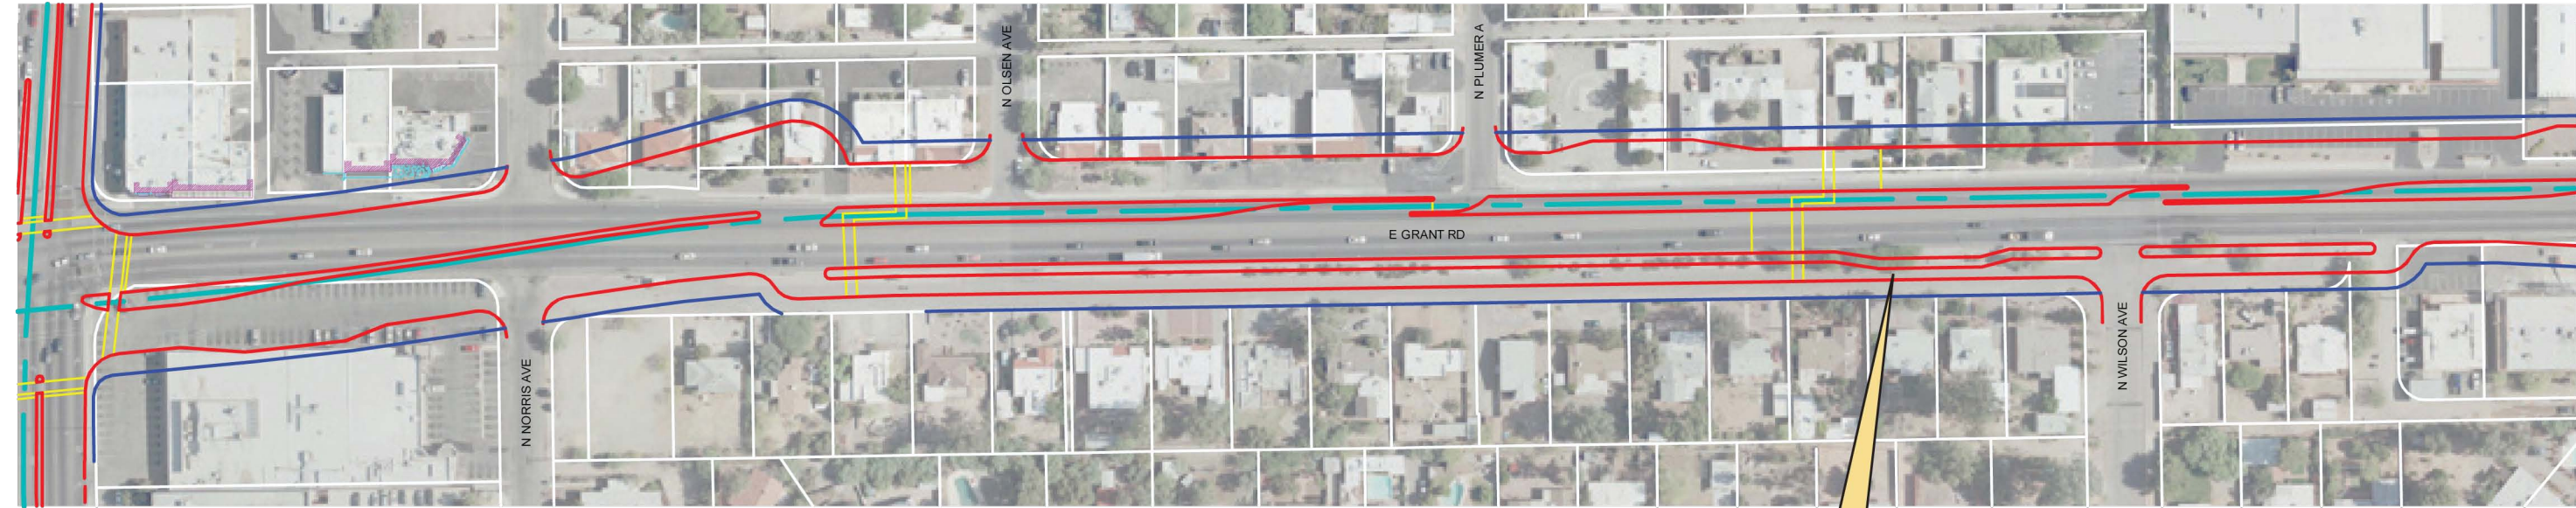 N OLSEN AVE
N PLUMER A
E GRANT RD
N NORRIS AVE
N WILSON AVE